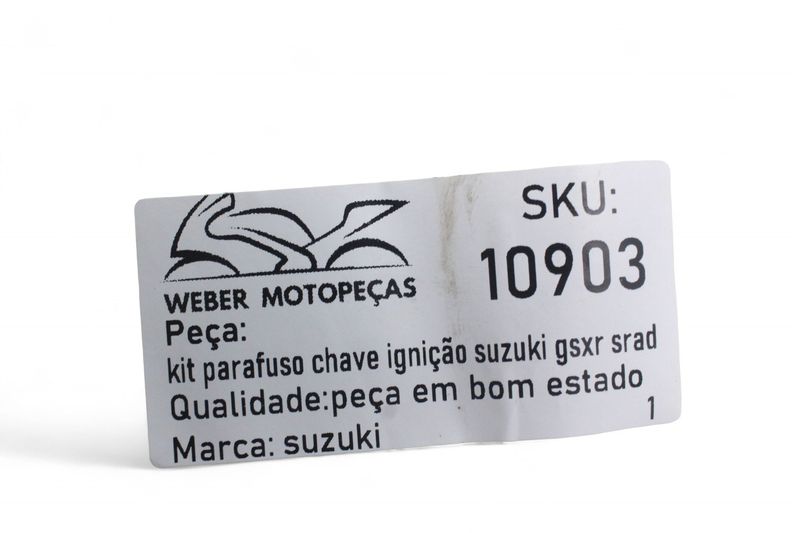 WEBER MOTOPEÇAS
SKU:
10903
Peça:
kit parafuso chave ignição suzuki gsxr srad
Qualidade:peça em bom estado
Marca: suzuki
1